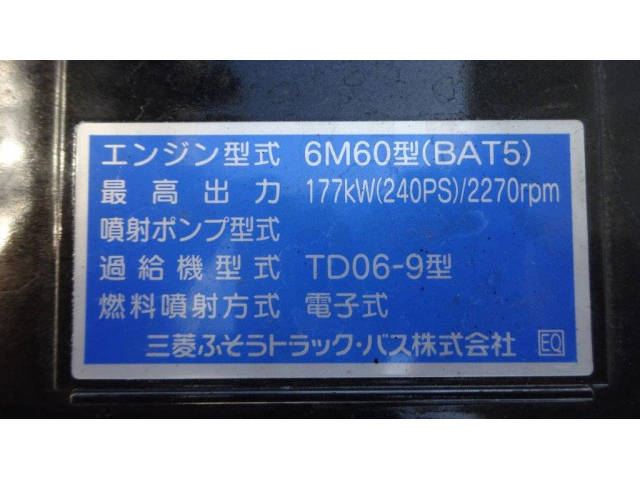 エンジン型式 6M60型(BAT5)
最高出力 177kW(240PS)/2270rpm
噴射ポンプ型式
過給機型式 TD06-9型
燃料噴射方式 電子式
三菱ふそうトラック・バス株式会社 EQ